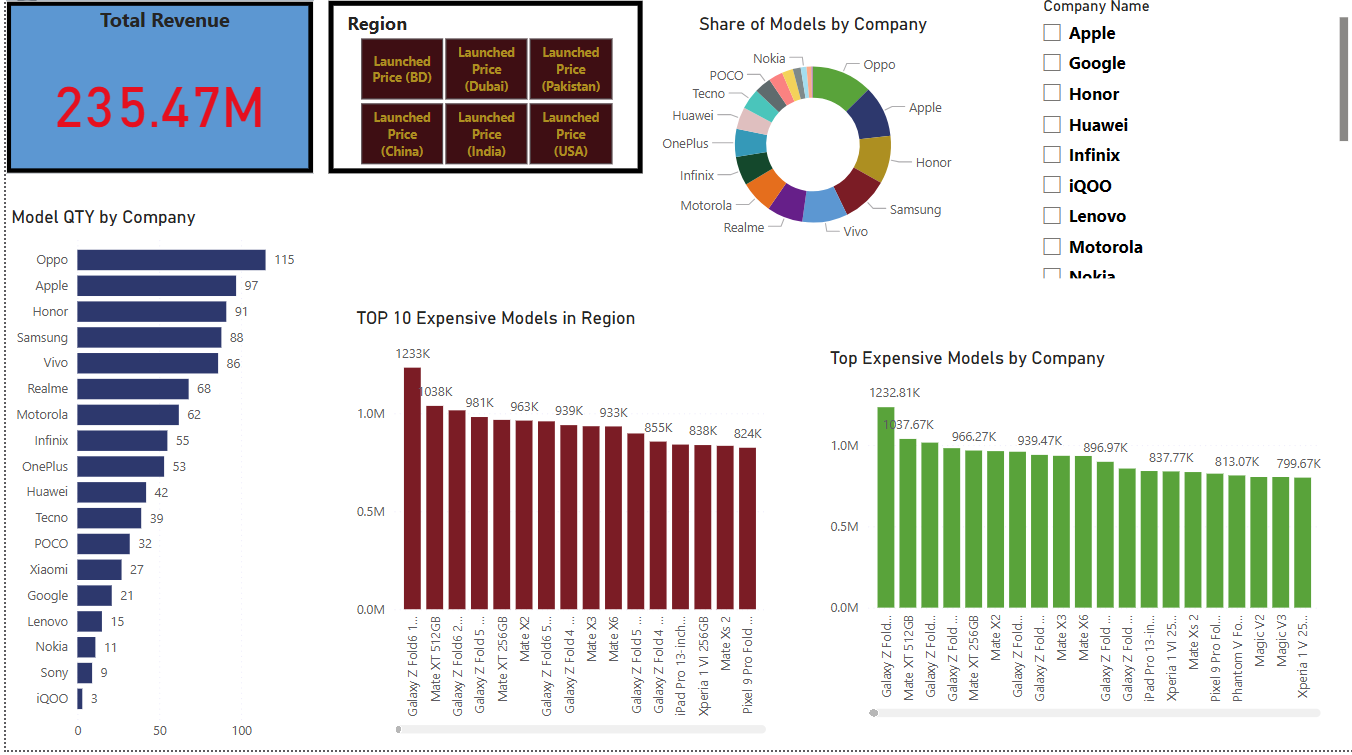 Total Revenue
235.47M
Region
Launched
Price (BD)
Launched
Price
(Dubai)
Launched
Price
(Pakistan)
Launched
Price
(China)
Launched
Price
(India)
Launched
Price
(USA)
Share of Models by Company
Nokia
POCO
Tecno
Huawei
OnePlus
Infinix
Motorola
Realme
Oppo
Apple
Honor
Samsung
Vivo
Company Name
Apple
Google
Honor
Huawei
Infinix
iQOO
Lenovo
Motorola
Nokia
Model QTY by Company
Oppo 115
Apple 97
Honor 91
Samsung 88
Vivo 86
Realme 68
Motorola 62
Infinix 55
OnePlus 53
Huawei 42
Tecno 39
POCO 32
Xiaomi 27
Google 21
Lenovo 15
Nokia 11
Sony 9
iQOO 3
0 50 100
TOP 10 Expensive Models in Region
1233K
1038K
981K
963K
939K
933K
855K
838K
824K
1.0M
0.5M
0.0M
Galaxy Z Fold6 1...
Mate XT 512GB
Galaxy Z Fold6 2...
Galaxy Z Fold5 ...
Mate XT 256GB
Mate X2
Galaxy Z Fold6 5...
Galaxy Z Fold4 ...
Mate X3
Mate X6
Galaxy Z Fold5 ...
Galaxy Z Fold4 ...
iPad Pro 13-inch...
Xperia 1 VI 256GB
Mate Xs 2
Pixel 9 Pro Fold ...
Top Expensive Models by Company
1232.81K
1037.67K
966.27K
939.47K
896.97K
837.77K
813.07K
799.67K
1.0M
0.5M
0.0M
Galaxy Z Fold...
Mate XT 512GB
Galaxy Z Fold...
Galaxy Z Fold ...
Mate XT 256GB
Mate X2
Galaxy Z Fold...
Galaxy Z Fold ...
Mate X3
Mate X6
Galaxy Z Fold ...
Galaxy Z Fold ...
iPad Pro 13-in...
Xperia 1 VI 25...
Mate Xs 2
Pixel 9 Pro Fol...
Phantom V Fo...
Magic V2
Magic V3
Xperia 1 V 25...